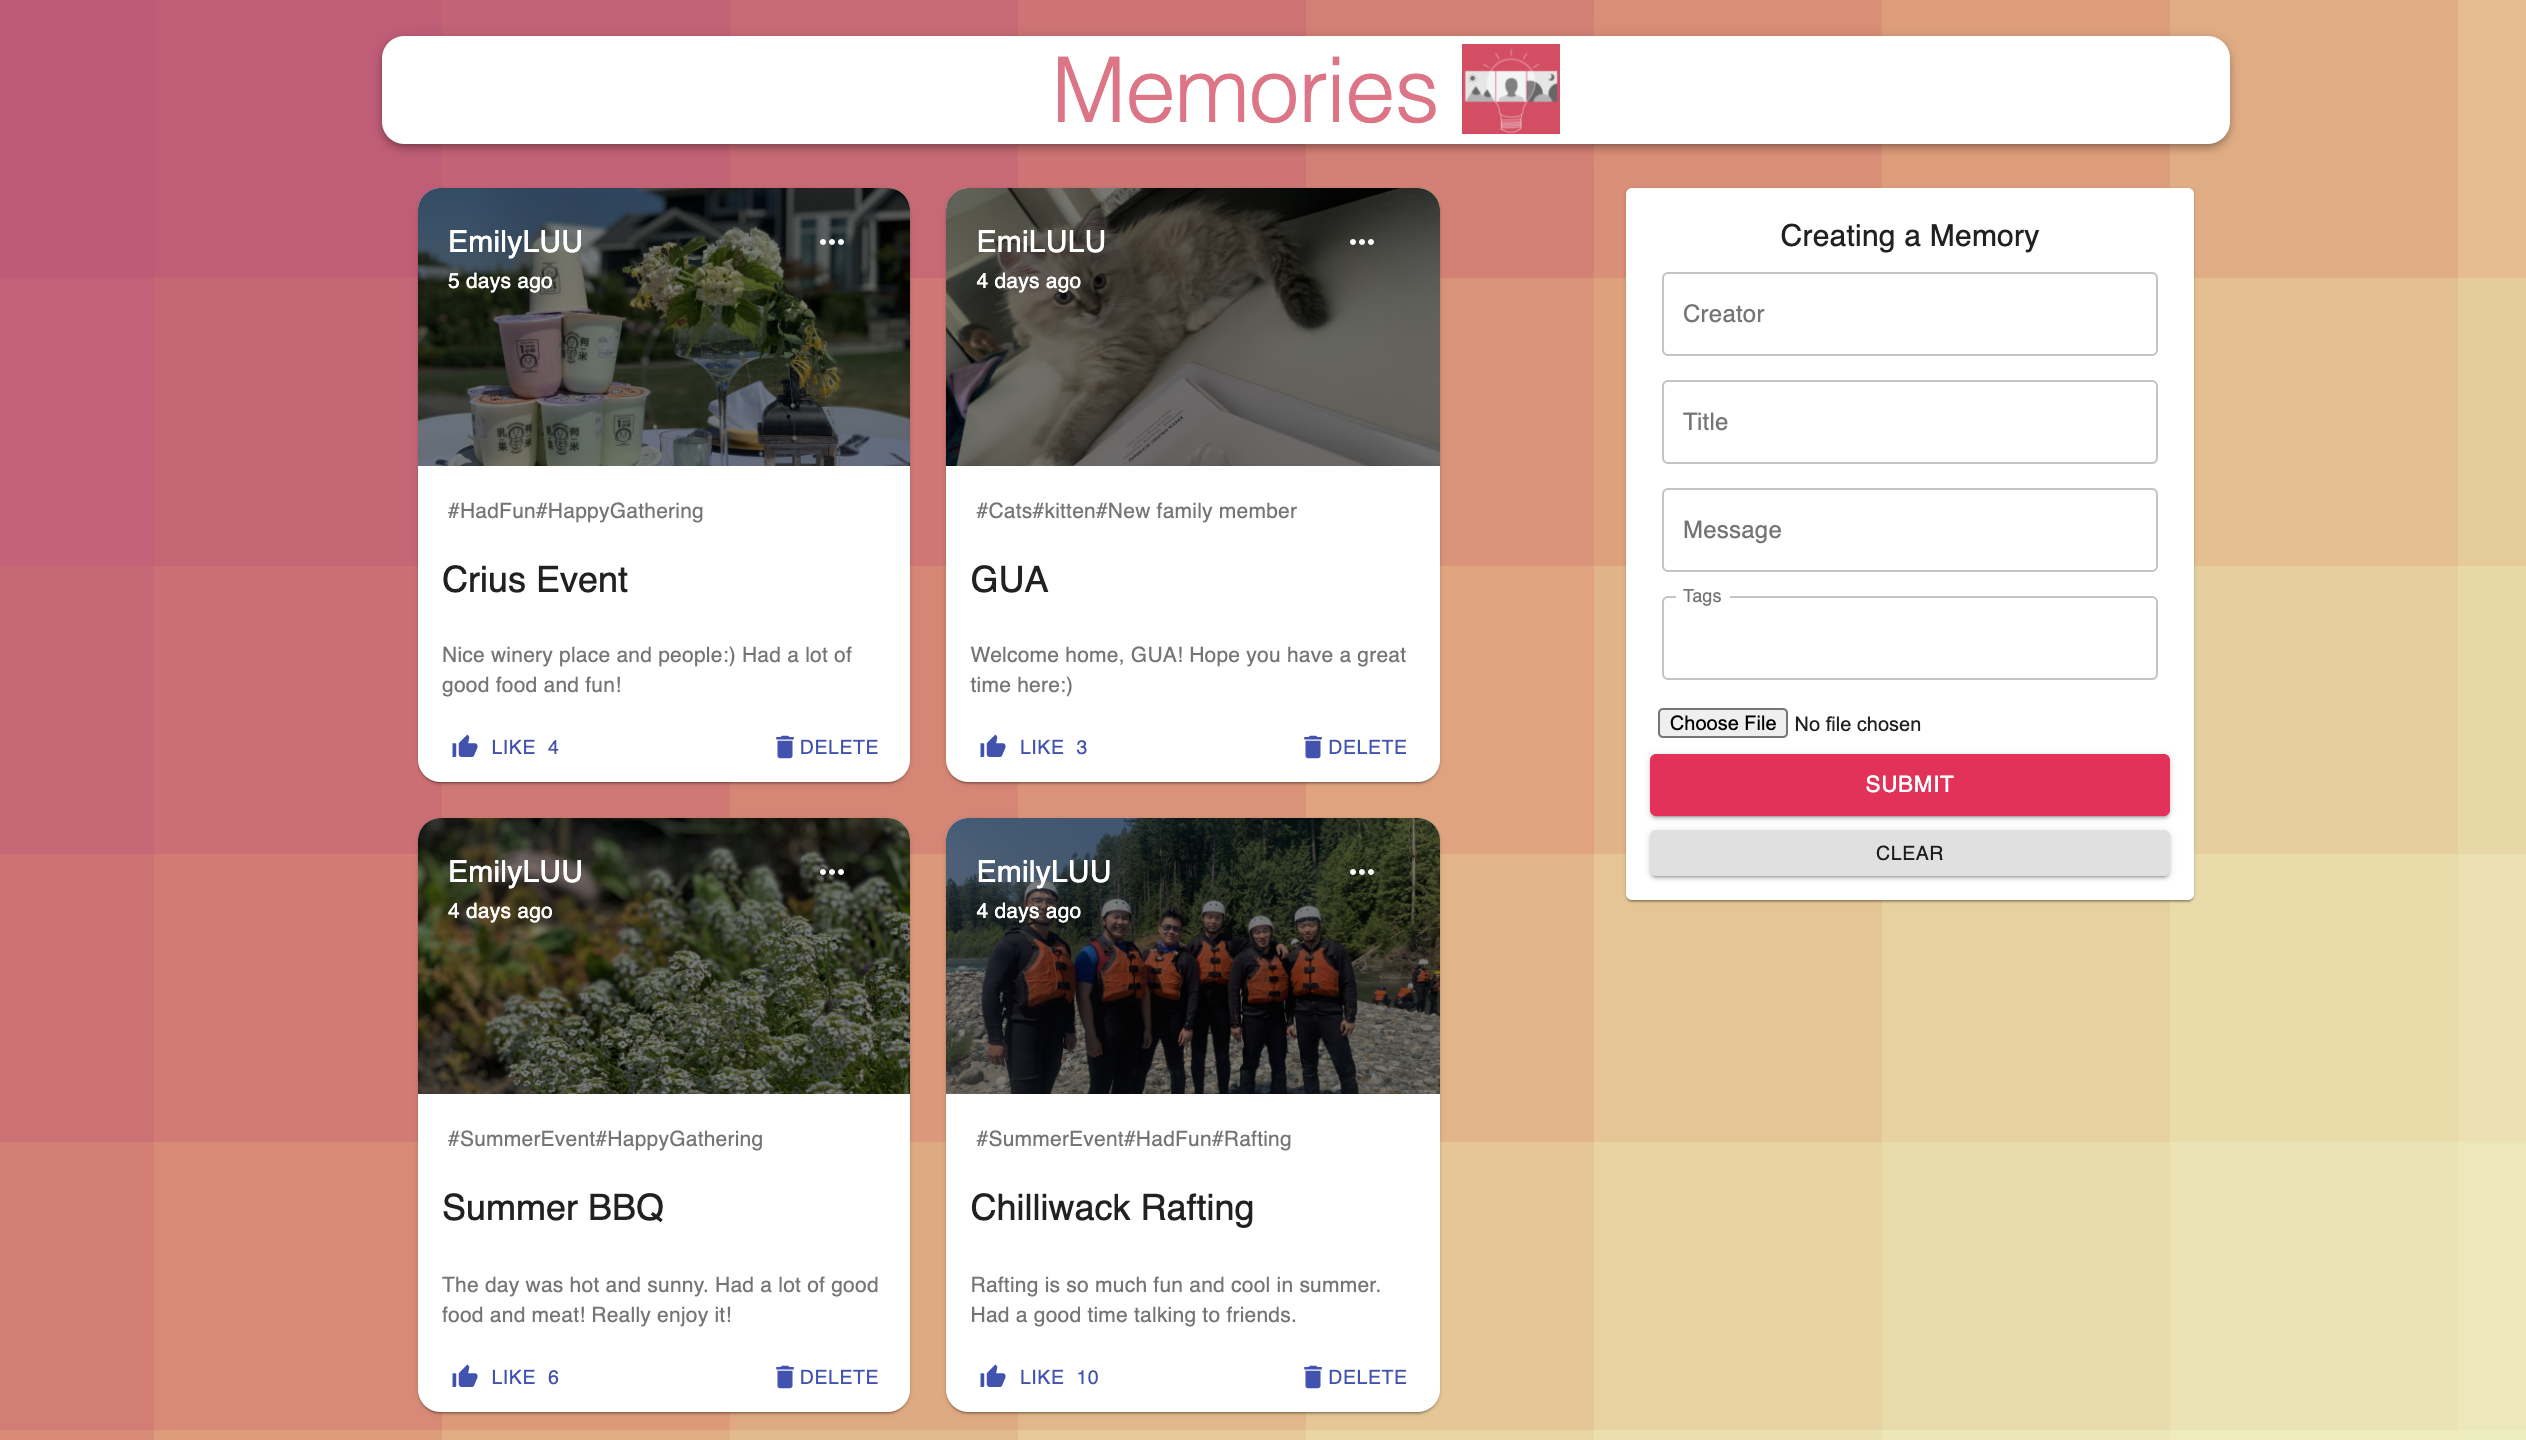 Memories
EmilyLUU
5 days ago
#HadFun#HappyGathering
Crius Event
Nice winery place and people:) Had a lot of
good food and fun!
LIKE 4
DELETE
EmiLULU
4 days ago
#Cats#kitten#New family member
GUA
Welcome home, GUA! Hope you have a great
time here:)
LIKE 3
DELETE
EmilyLUU
4 days ago
#SummerEvent#HappyGathering
Summer BBQ
The day was hot and sunny. Had a lot of good
food and meat! Really enjoy it!
LIKE 6
DELETE
EmilyLUU
4 days ago
#SummerEvent#HadFun#Rafting
Chilliwack Rafting
Rafting is so much fun and cool in summer.
Had a good time talking to friends.
LIKE 10
DELETE
Creating a Memory
Creator
Title
Message
Tags
Choose File No file chosen
SUBMIT
CLEAR